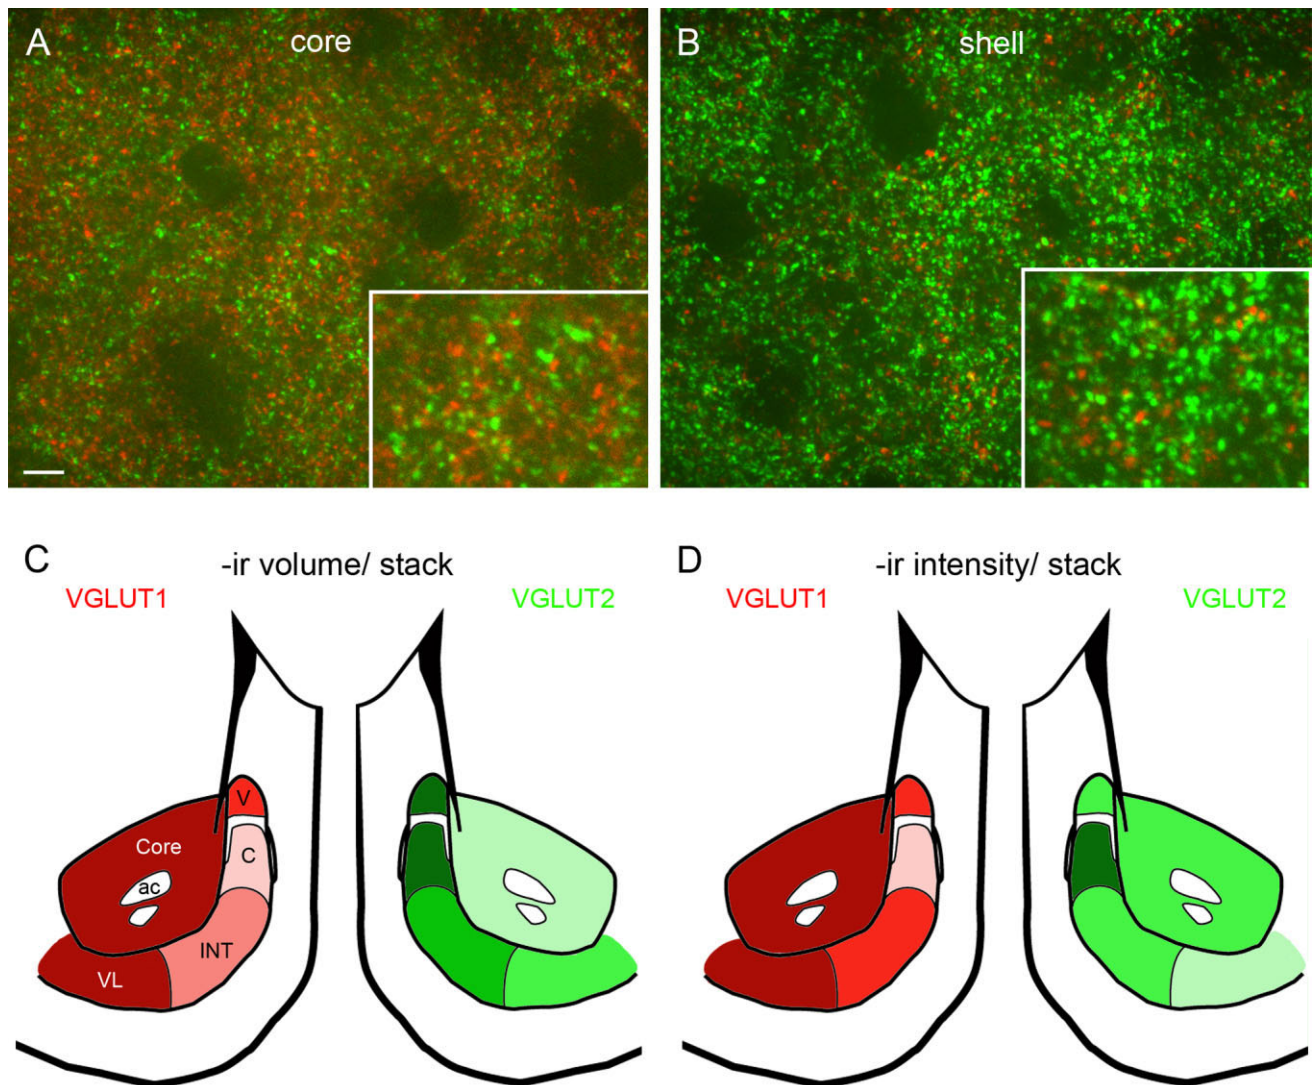 A
core
B
shell
C
-ir volume/ stack
VGLUT1
VGLUT2
V
Core
C
ac
INT
VL
D
-ir intensity/ stack
VGLUT1
VGLUT2